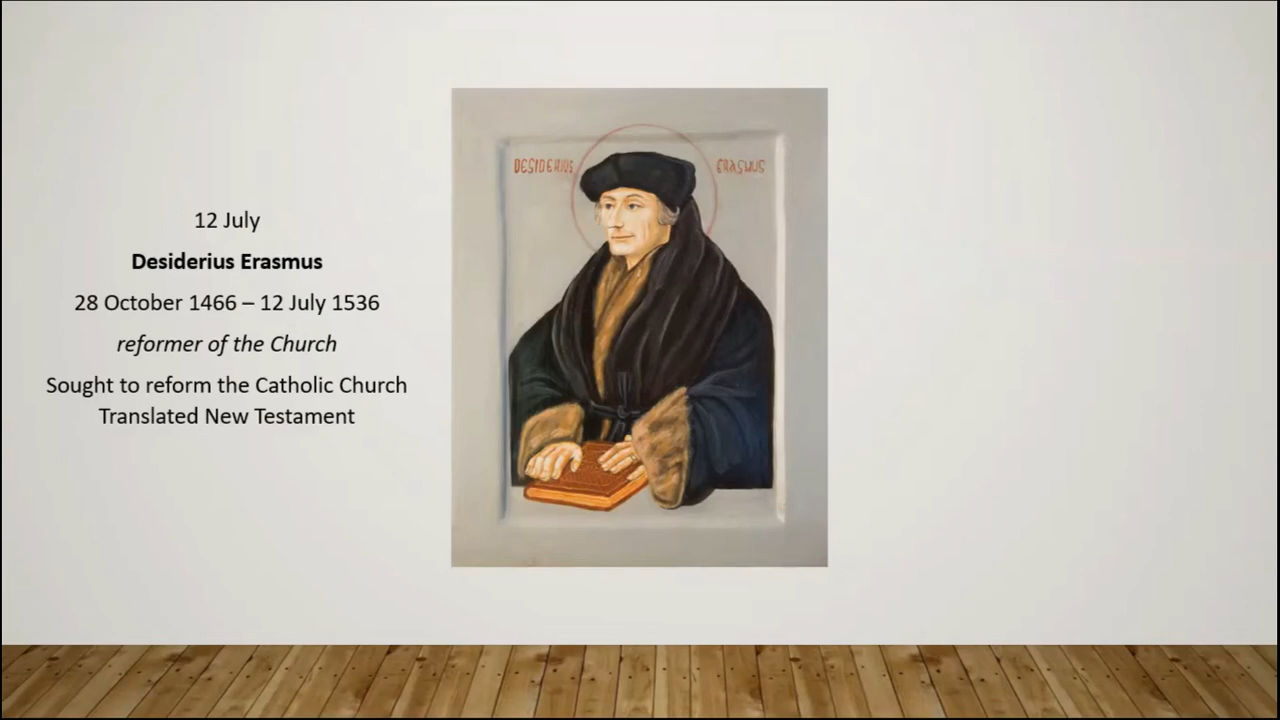 12 July
Desiderius Erasmus
28 October 1466 – 12 July 1536
reformer of the Church
Sought to reform the Catholic Church
Translated New Testament
DESIDERIUS ERASMUS